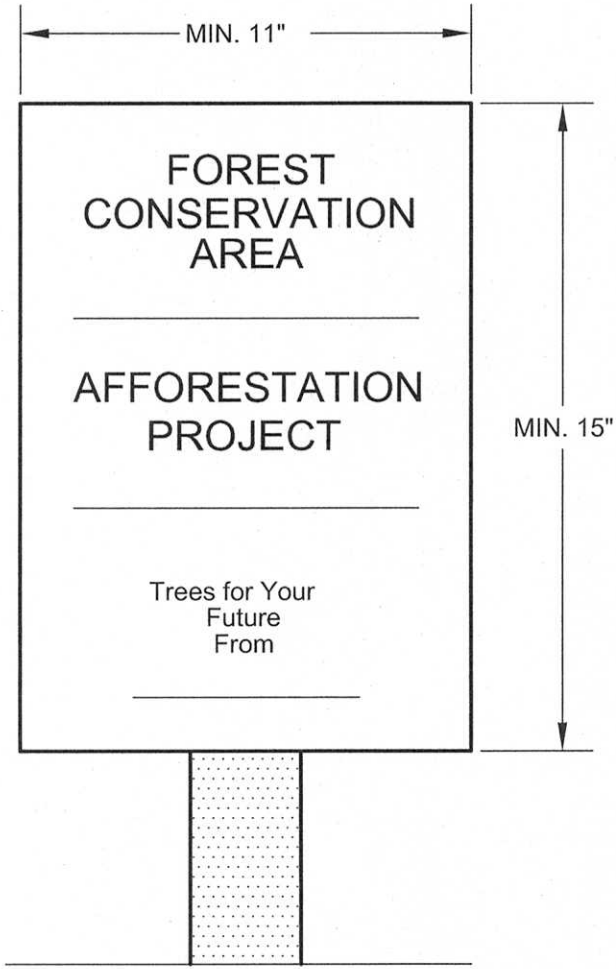 MIN. 11"
FOREST
CONSERVATION
AREA
AFFORESTATION
PROJECT
MIN. 15"
Trees for Your
Future
From